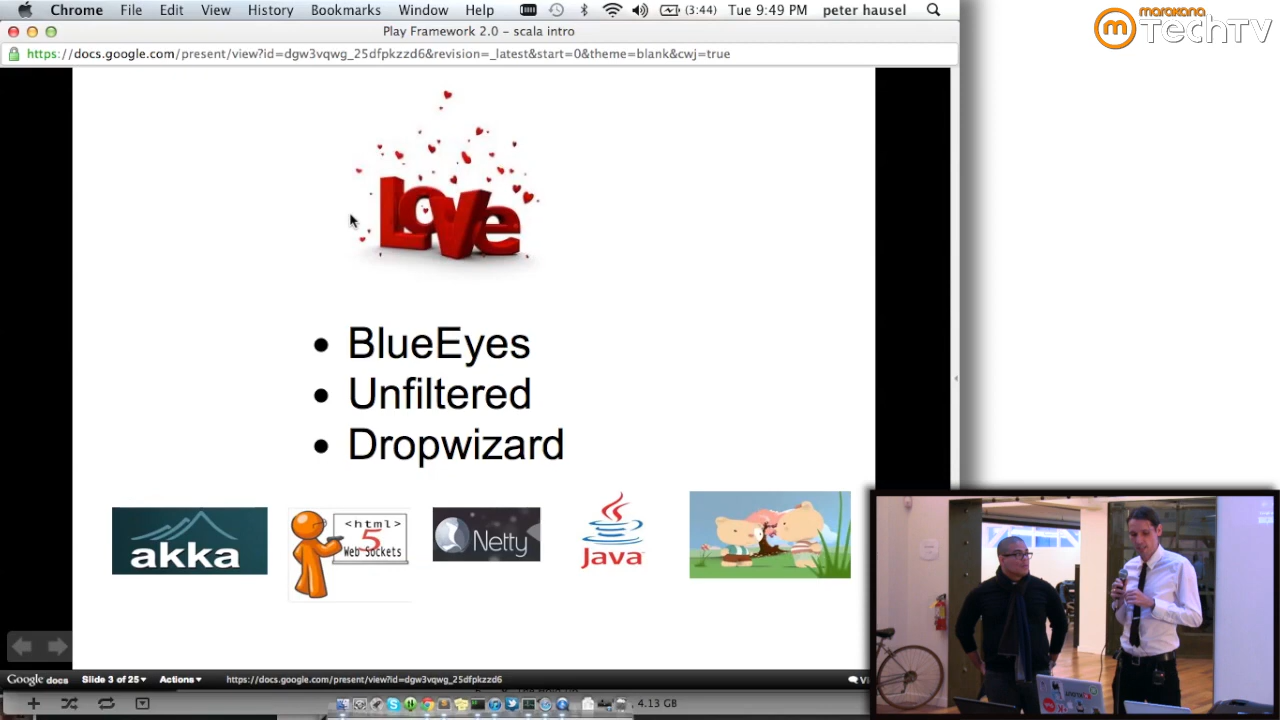 Chrome File Edit View History Bookmarks Window Help (3:44) Tue 9:49 PM peter hausel
marakana
TechTV
Play Framework 2.0 – scala intro
https://docs.google.com/present/view?id=dgw3vqwg_25dfpkzzd6&revision=_latest&start=0&theme=blank&cwj=true
Love
• BlueEyes
• Unfiltered
• Dropwizard
akka
<html>
5
Web Sockets
Netty
Java
Google docs Slide 3 of 25 Actions https://docs.google.com/present/view?id=dgw3vqwg_25dfpkzzd6
4.13 GB